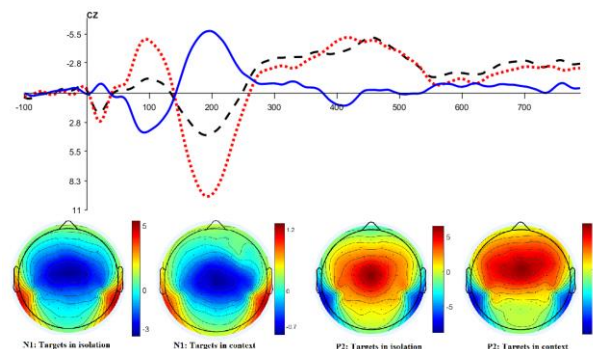 CZ
-5.5
-2.8
-100 100 200 300 400 500 600 700
2.8
5.5
8.3
11
5 0 -3
1.2 0 -0.7
5 0 -5
N1: Targets in isolation N1: Targets in context P2: Targets in isolation P2: Targets in context